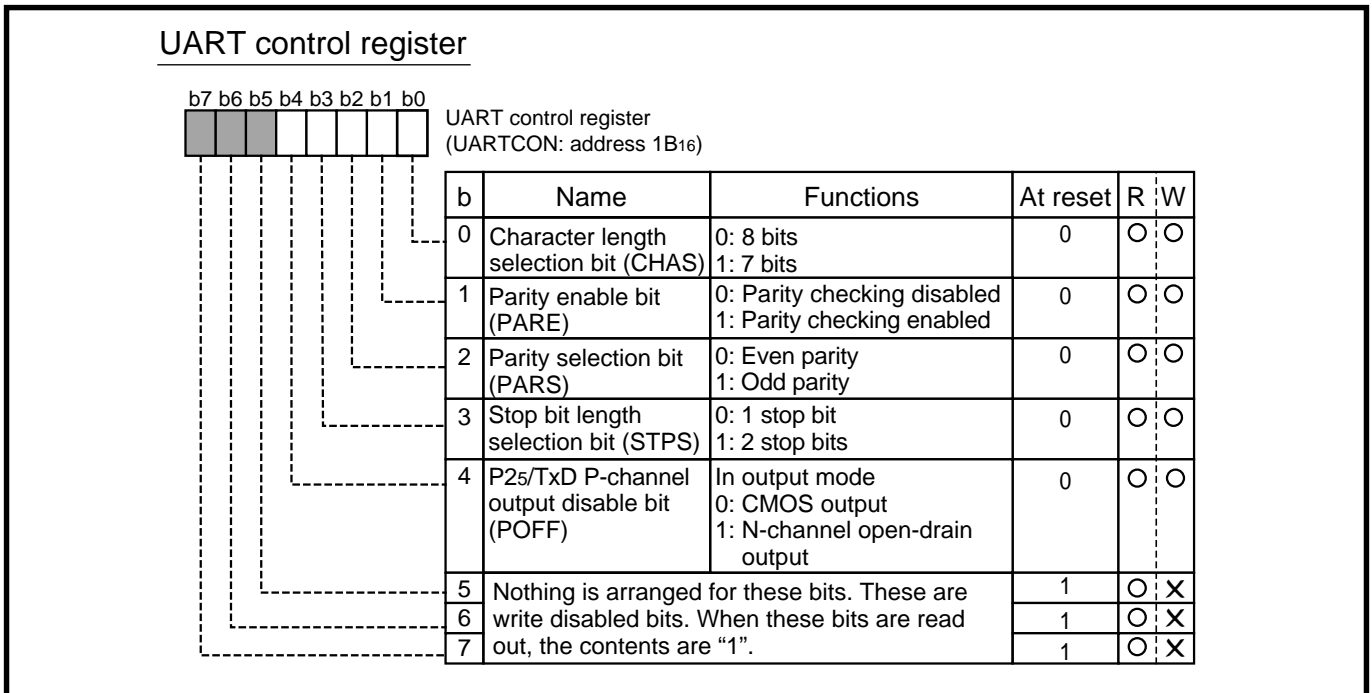 UART control register
b7 b6 b5 b4 b3 b2 b1 b0
UART control register
(UARTCON: address 1B16)
b Name Functions At reset R W
0 Character length 0: 8 bits 0 O O
selection bit (CHAS) 1: 7 bits
1 Parity enable bit 0: Parity checking disabled 0 O O
(PARE) 1: Parity checking enabled
2 Parity selection bit 0: Even parity 0 O O
(PARS) 1: Odd parity
3 Stop bit length 0: 1 stop bit 0 O O
selection bit (STPS) 1: 2 stop bits
4 P25/TxD P-channel In output mode 0 O O
output disable bit 0: CMOS output
(POFF) 1: N-channel open-drain
output
5 Nothing is arranged for these bits. These are 1 O X
6 write disabled bits. When these bits are read 1 O X
7 out, the contents are “1”. 1 O X